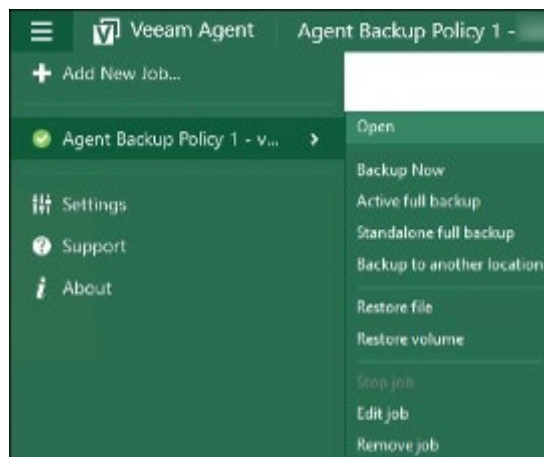 Veeam Agent Agent Backup Policy 1 -
Add New Job...
Agent Backup Policy 1 - v...
Settings
Support
About
Open
Backup Now
Active full backup
Standalone full backup
Backup to another location
Restore file
Restore volume
Stop job
Edit job
Remove job